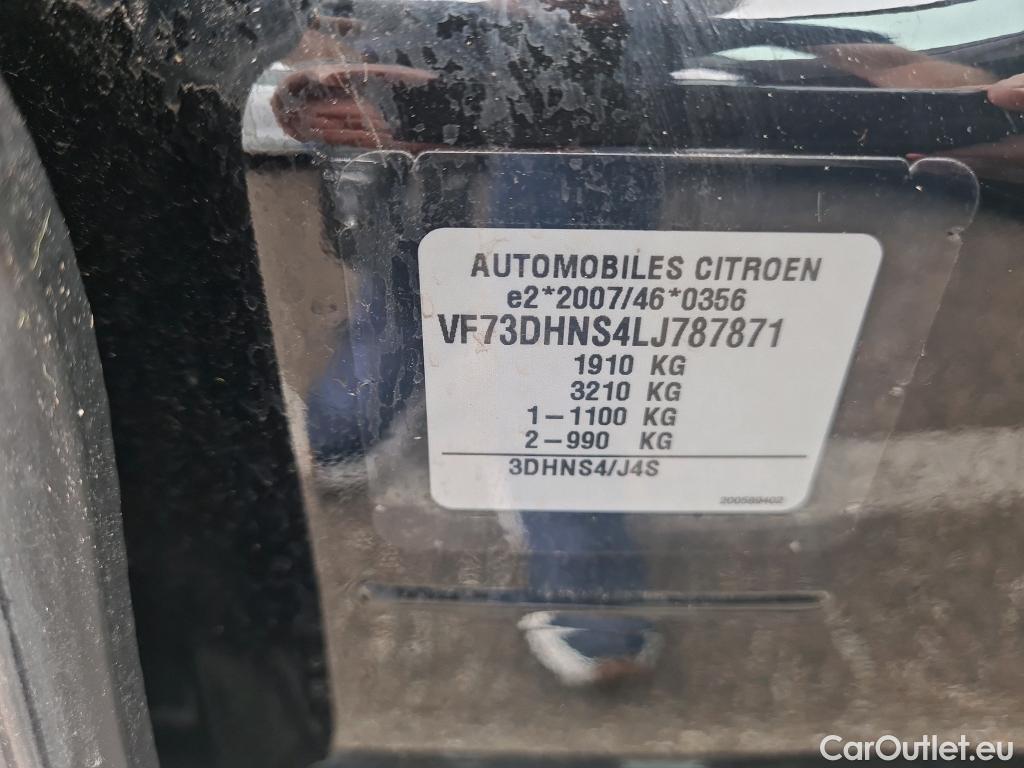 AUTOMOBILES CITROEN
e2*2007/46*0356
VF73DHNS4LJ787871
1910 KG
3210 KG
1-1100 KG
2-990 KG
3DHNS4/J4S
200589402
CarOutlet.eu